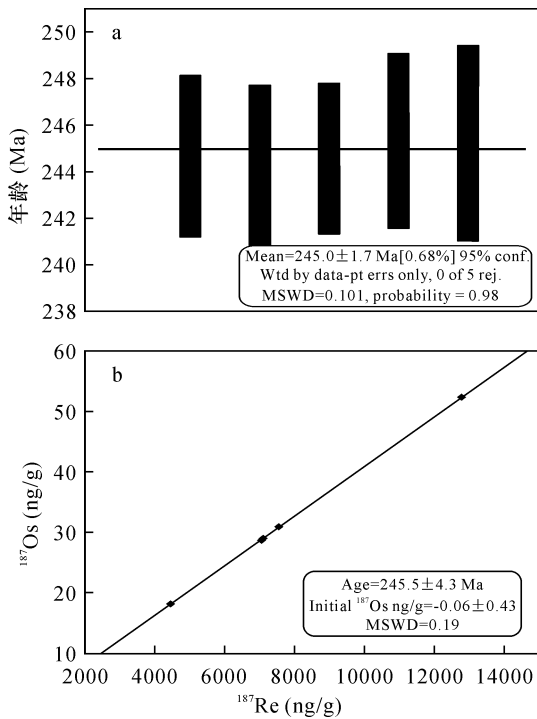 250
a
248
245
年龄 (Ma)
241
240
238
Mean=245.0±1.7 Ma[0.68%] 95% conf.
Wtd by data-pt errs only, 0 of 5 rej.
MSWD=0.101, probability = 0.98
60
b
50
40
30
20
10
¹⁸⁷Os (ng/g)
Age=245.5±4.3 Ma
Initial ¹⁸⁷Os ng/g=-0.06±0.43
MSWD=0.19
2000 4000 6000 8000 10000 12000 14000
¹⁸⁷Re (ng/g)